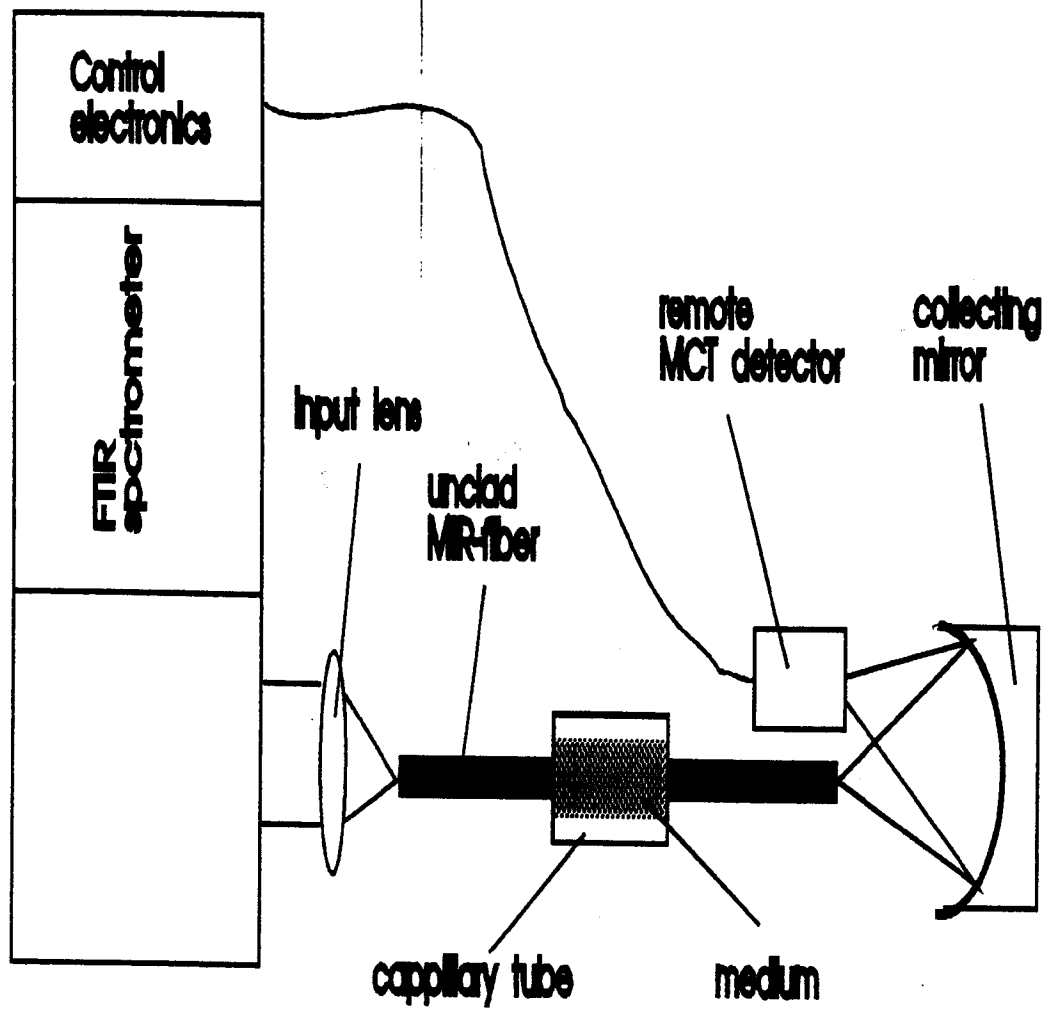 Control
electronics
FTIR
spctrometer
input lens
unclad
MIR-fiber
remote
MCT detector
collecting
mirror
cappillary tube
medium